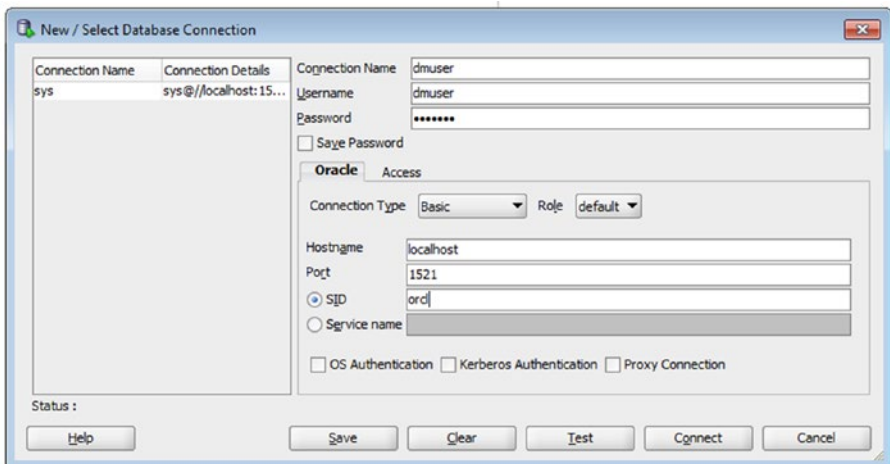 New / Select Database Connection
Connection Name Connection Details
sys sys@//localhost:15...
Connection Name dmuser
Username dmuser
Password •••••••
Save Password
Oracle Access
Connection Type Basic Role default
Hostname localhost
Port 1521
SID orcl
Service name
OS Authentication Kerberos Authentication Proxy Connection
Status :
Help Save Clear Test Connect Cancel